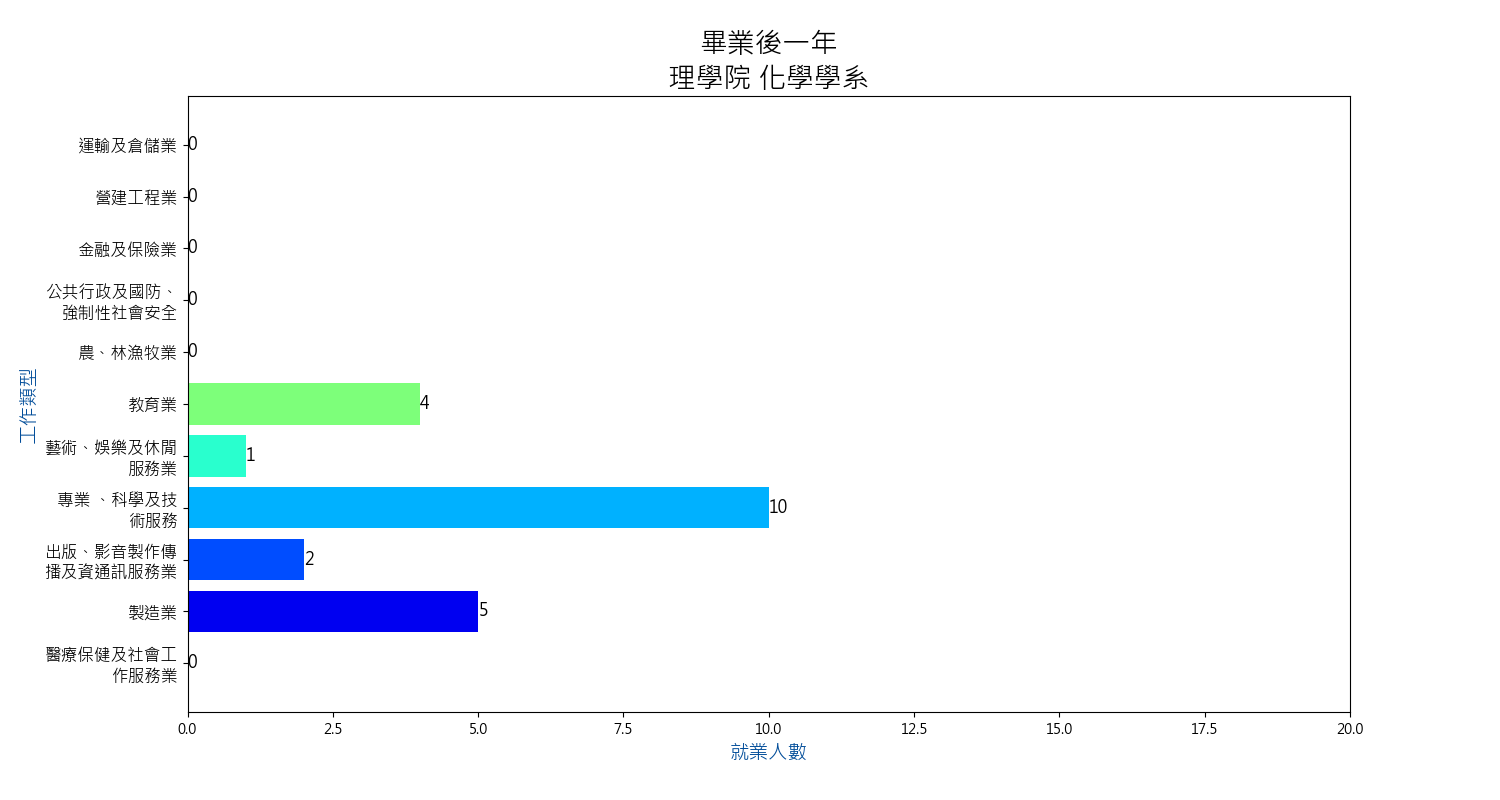 畢業後一年
理學院 化學學系
工作類型
運輸及倉儲業
0
營建工程業
0
金融及保險業
0
公共行政及國防、
強制性社會安全
0
農、林漁牧業
0
教育業
4
藝術、娛樂及休閒
服務業
1
專業 、科學及技
術服務
10
出版、影音製作傳
播及資通訊服務業
2
製造業
5
醫療保健及社會工
作服務業
0
0.0 2.5 5.0 7.5 10.0 12.5 15.0 17.5 20.0
就業人數